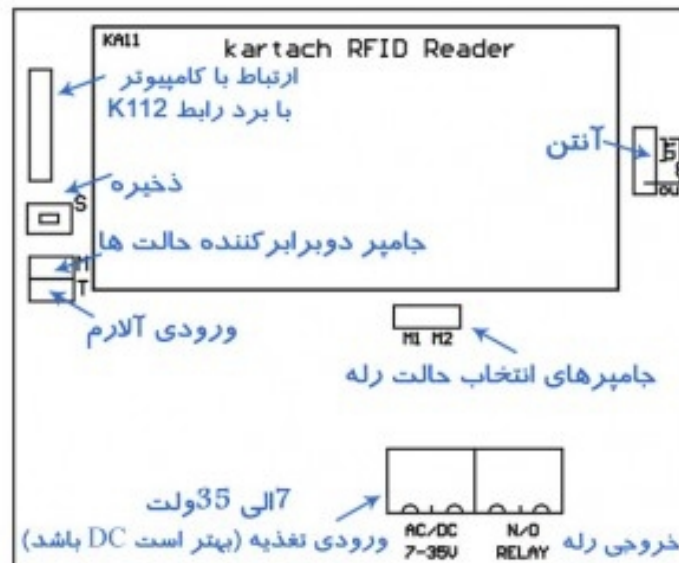 KA11
kartach RFID Reader
ارتباط با کامپیوتر
با برد رابط K112
آنتن
ذخیره
S
جامپر دوبرابر کننده حالت ها
M
T
ورودی آلارم
M1 M2
جامپرهای انتخاب حالت رله
7الی 35ولت
ورودی تغذیه (بهتر است DC باشد)
AC/DC
7-35V
N/O
RELAY
خروجی رله